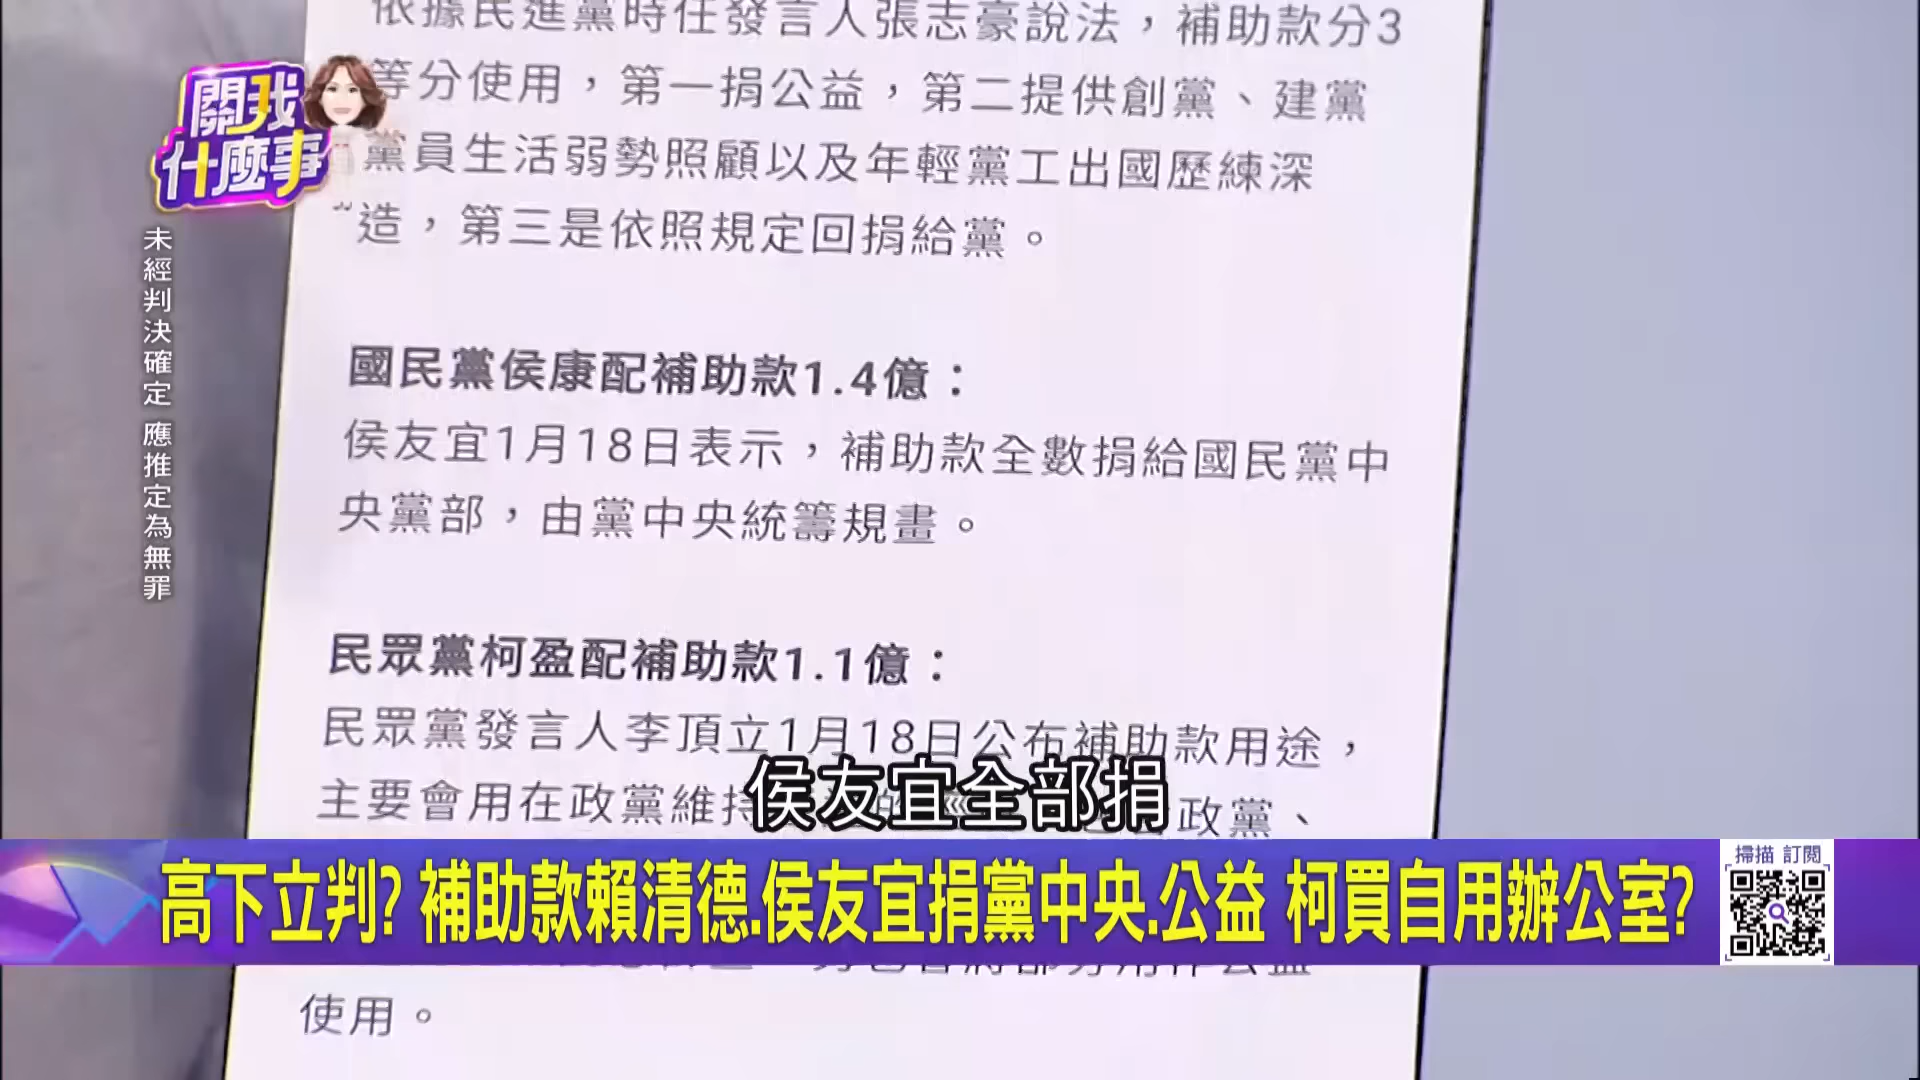 依據民進黨時任發言人張志豪說法，補助款分3
等分使用，第一捐公益，第二提供創黨、建黨
黨員生活弱勢照顧以及年輕黨工出國歷練深
造，第三是依照規定回捐給黨。
關我
什麼事
未經判決確定 應推定為無罪
國民黨侯康配補助款1.4億：
侯友宜1月18日表示，補助款全數捐給國民黨中
央黨部，由黨中央統籌規畫。
民眾黨柯盈配補助款1.1億：
民眾黨發言人李頂立1月18日公布補助款用途，
主要會用在政黨維持 政黨、
侯友宜全部捐
高下立判? 補助款賴清德.侯友宜捐黨中央.公益 柯買自用辦公室?
掃描 訂閱
使用。